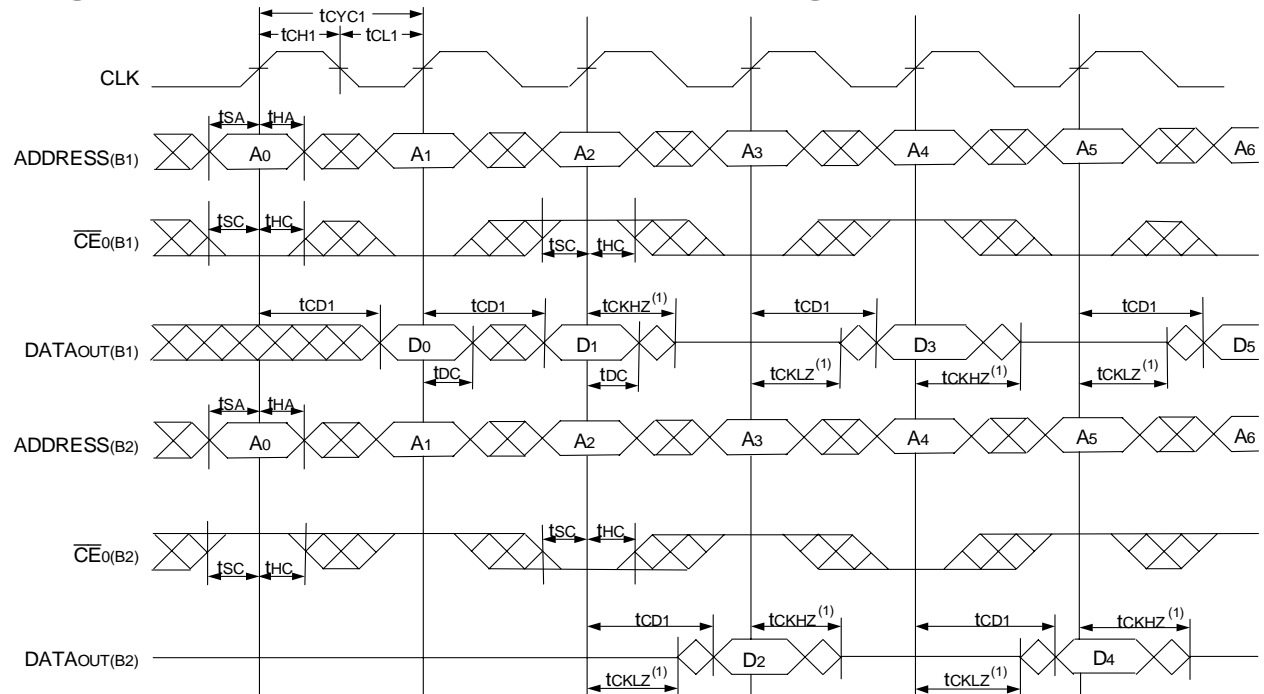 tCYC1
tCH1 tCL1
CLK
tSA tHA
ADDRESS(B1) A0 A1 A2 A3 A4 A5 A6
tSC tHC
CE0(B1)
tSC tHC
tCD1 tCD1 tCKHZ(1) tCD1 tCD1
DATAOUT(B1) D0 D1 D3 D5
tDC tDC tCKLZ(1) tCKHZ(1) tCKLZ(1)
tSA tHA
ADDRESS(B2) A0 A1 A2 A3 A4 A5 A6
tSC tHC
CE0(B2)
tSC tHC
tCD1 tCKHZ(1) tCD1 tCKHZ(1)
DATAOUT(B2) D2 D4
tCKLZ(1) tCKLZ(1)